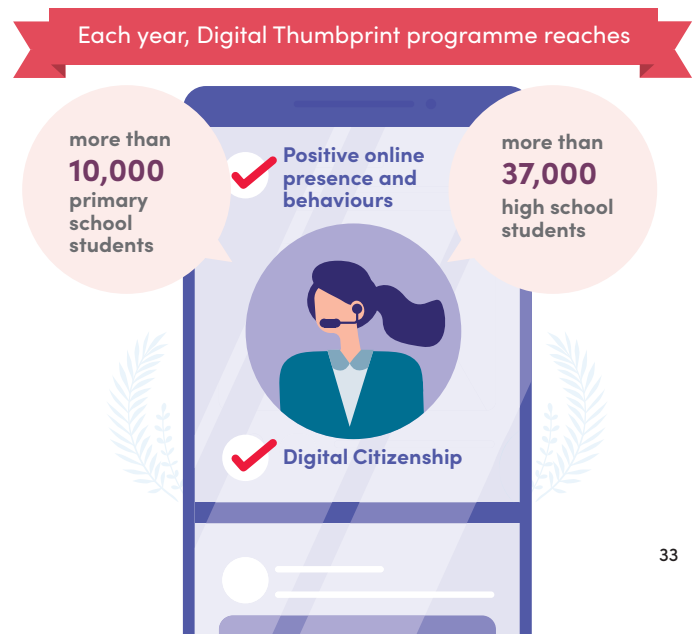 Each year, Digital Thumbprint programme reaches
more than
10,000
primary
school
students
Positive online
presence and
behaviours
more than
37,000
high school
students
Digital Citizenship
33